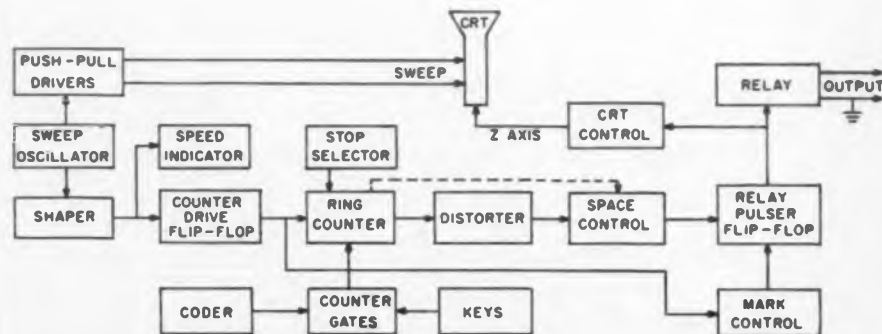 CRT
PUSH-PULL
DRIVERS
SWEEP
RELAY
OUTPUT
SWEEP
OSCILLATOR
SPEED
INDICATOR
STOP
SELECTOR
Z AXIS
CRT
CONTROL
SHAPER
COUNTER
DRIVE
FLIP-FLOP
RING
COUNTER
DISTORTER
SPACE
CONTROL
RELAY
PULSER
FLIP-FLOP
CODER
COUNTER
GATES
KEYS
MARK
CONTROL